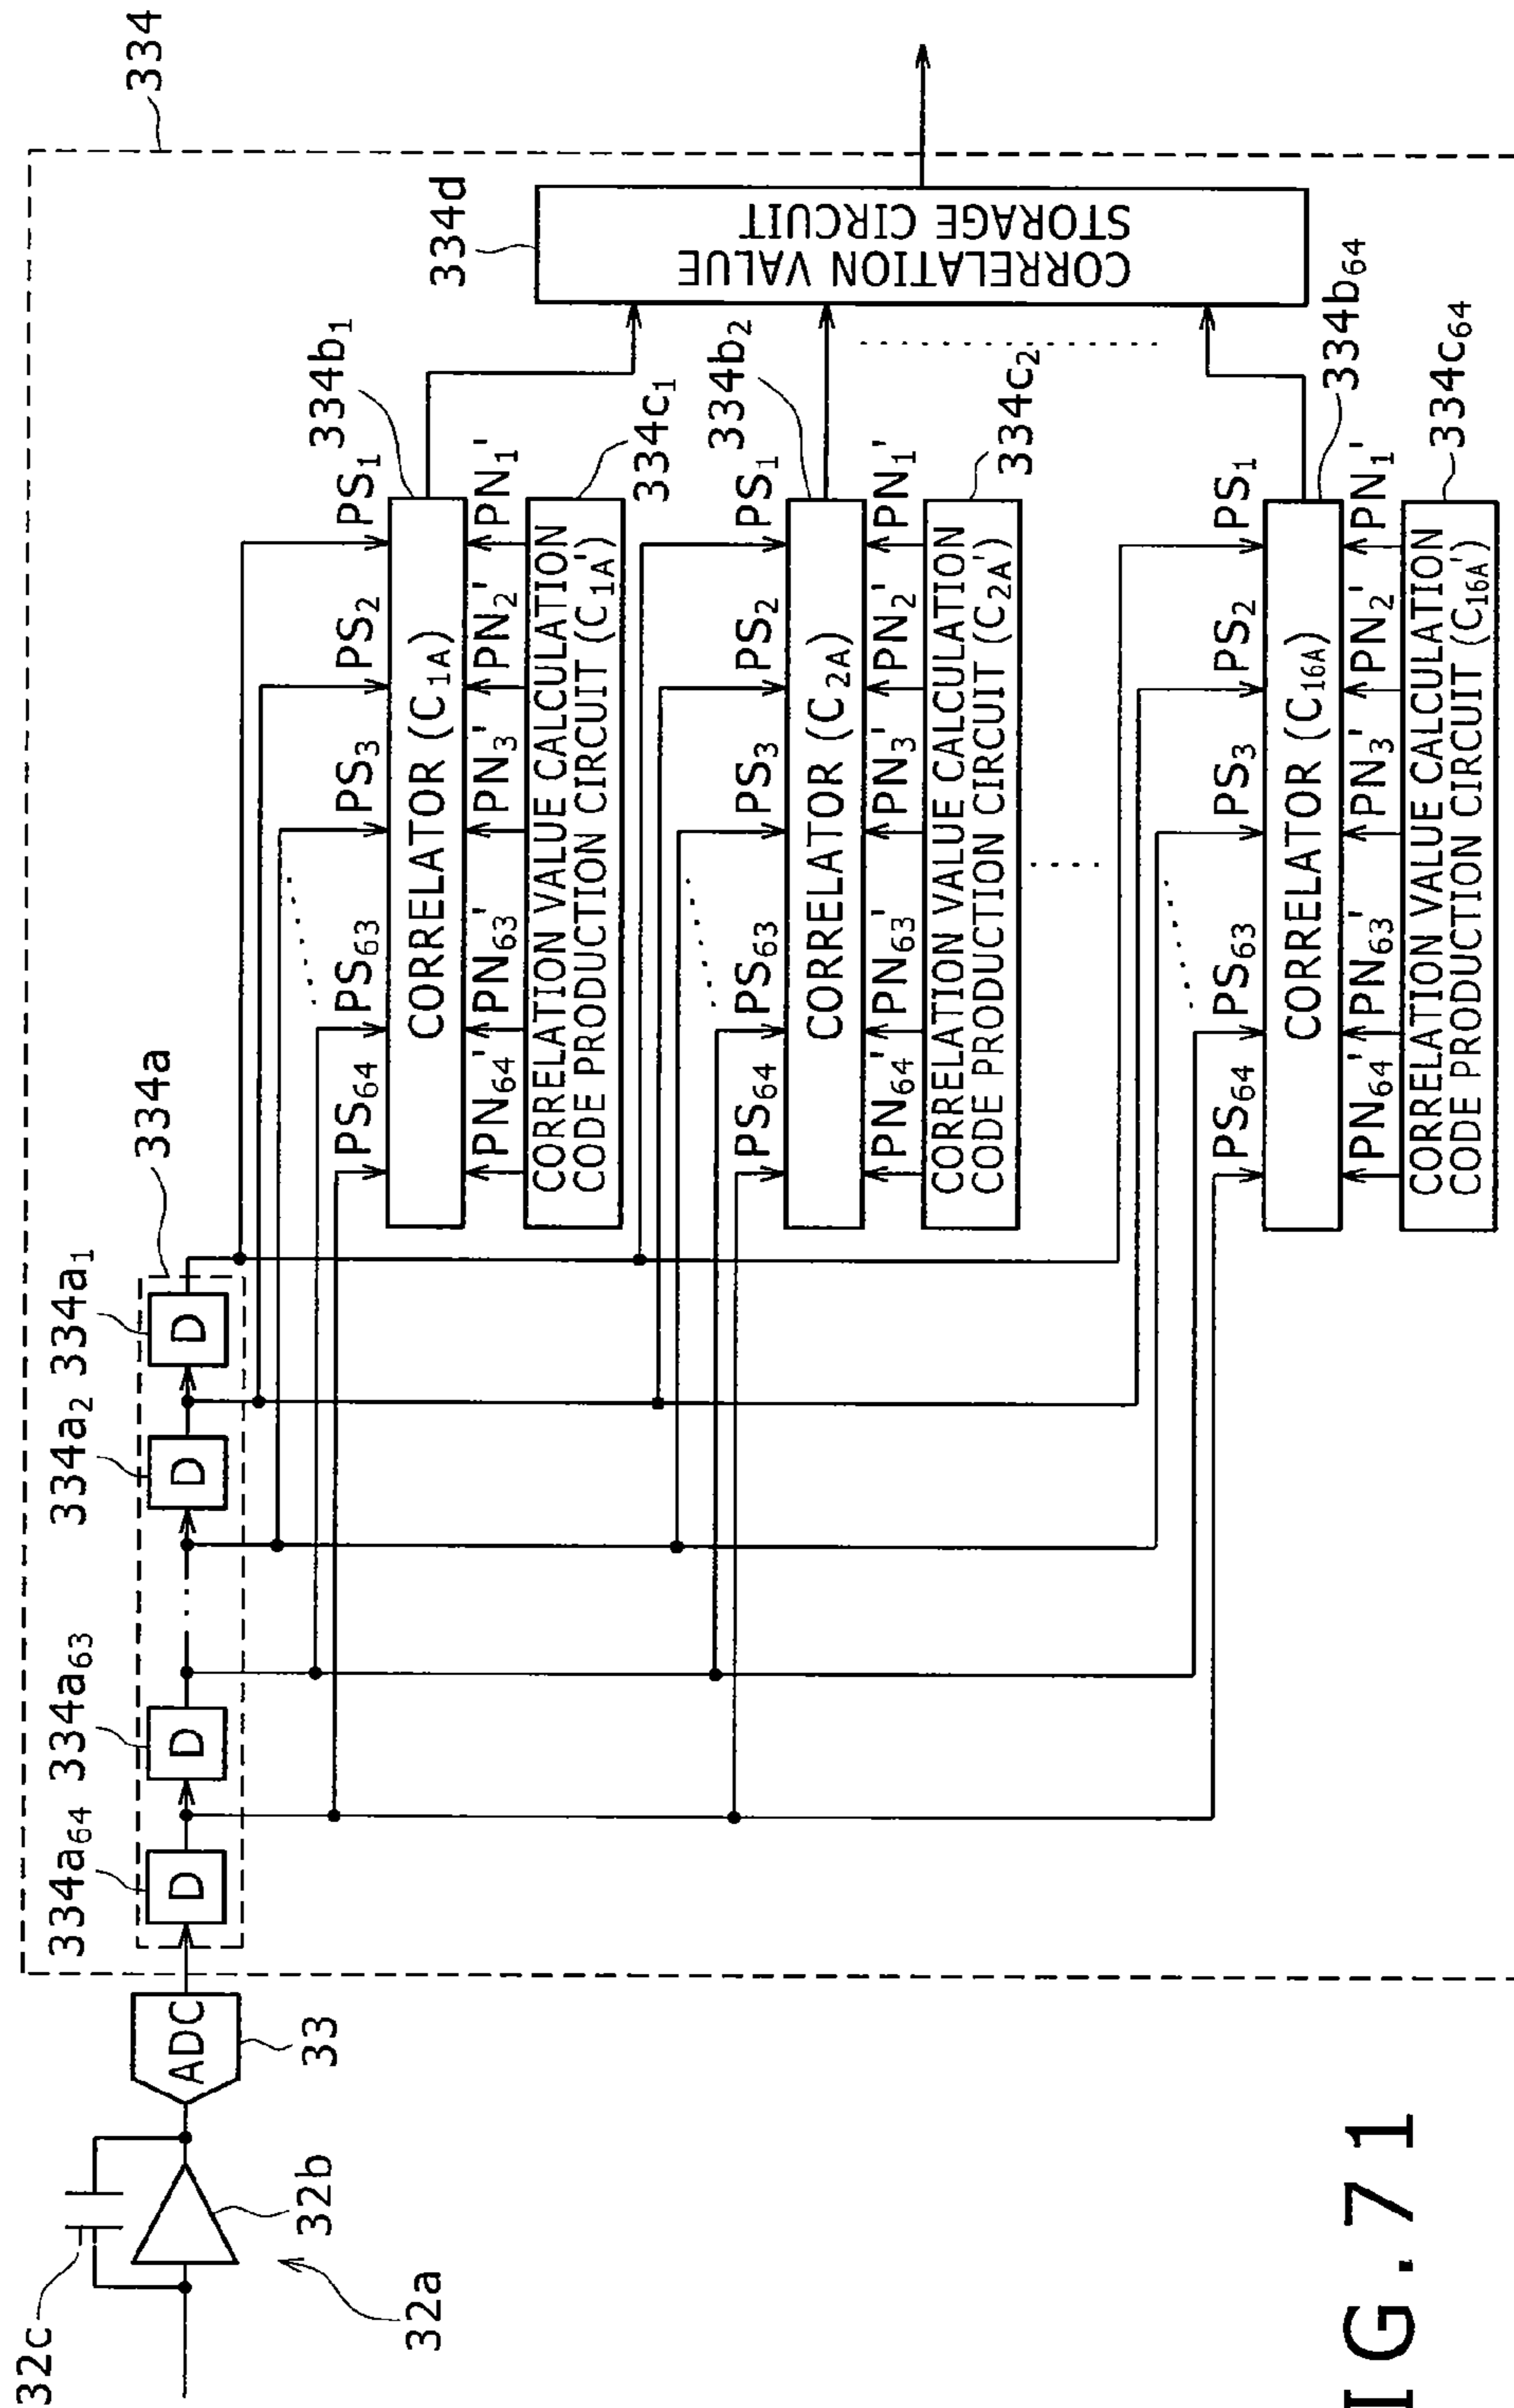 32c
32b
32a
ADC
33
334
334a
334a₆₄
334a₆₃
334a₂
334a₁
D
D
D
D
334b₁
PS₆₄
PS₆₃
PS₃
PS₂
PS₁
CORRELATOR (C₁A)
PN₆₄'
PN₆₃'
PN₃'
PN₂'
PN₁'
CORRELATION VALUE CALCULATION
CODE PRODUCTION CIRCUIT (C₁A')
334c₁
334b₂
PS₆₄
PS₆₃
PS₃
PS₂
PS₁
CORRELATOR (C₂A)
PN₆₄'
PN₆₃'
PN₃'
PN₂'
PN₁'
CORRELATION VALUE CALCULATION
CODE PRODUCTION CIRCUIT (C₂A')
334c₂
334b₆₄
PS₆₄
PS₆₃
PS₃
PS₂
PS₁
CORRELATOR (C₁₆A)
PN₆₄'
PN₆₃'
PN₃'
PN₂'
PN₁'
CORRELATION VALUE CALCULATION
CODE PRODUCTION CIRCUIT (C₁₆A')
334c₆₄
334d
CORRELATION VALUE
STORAGE CIRCUIT
IG.71